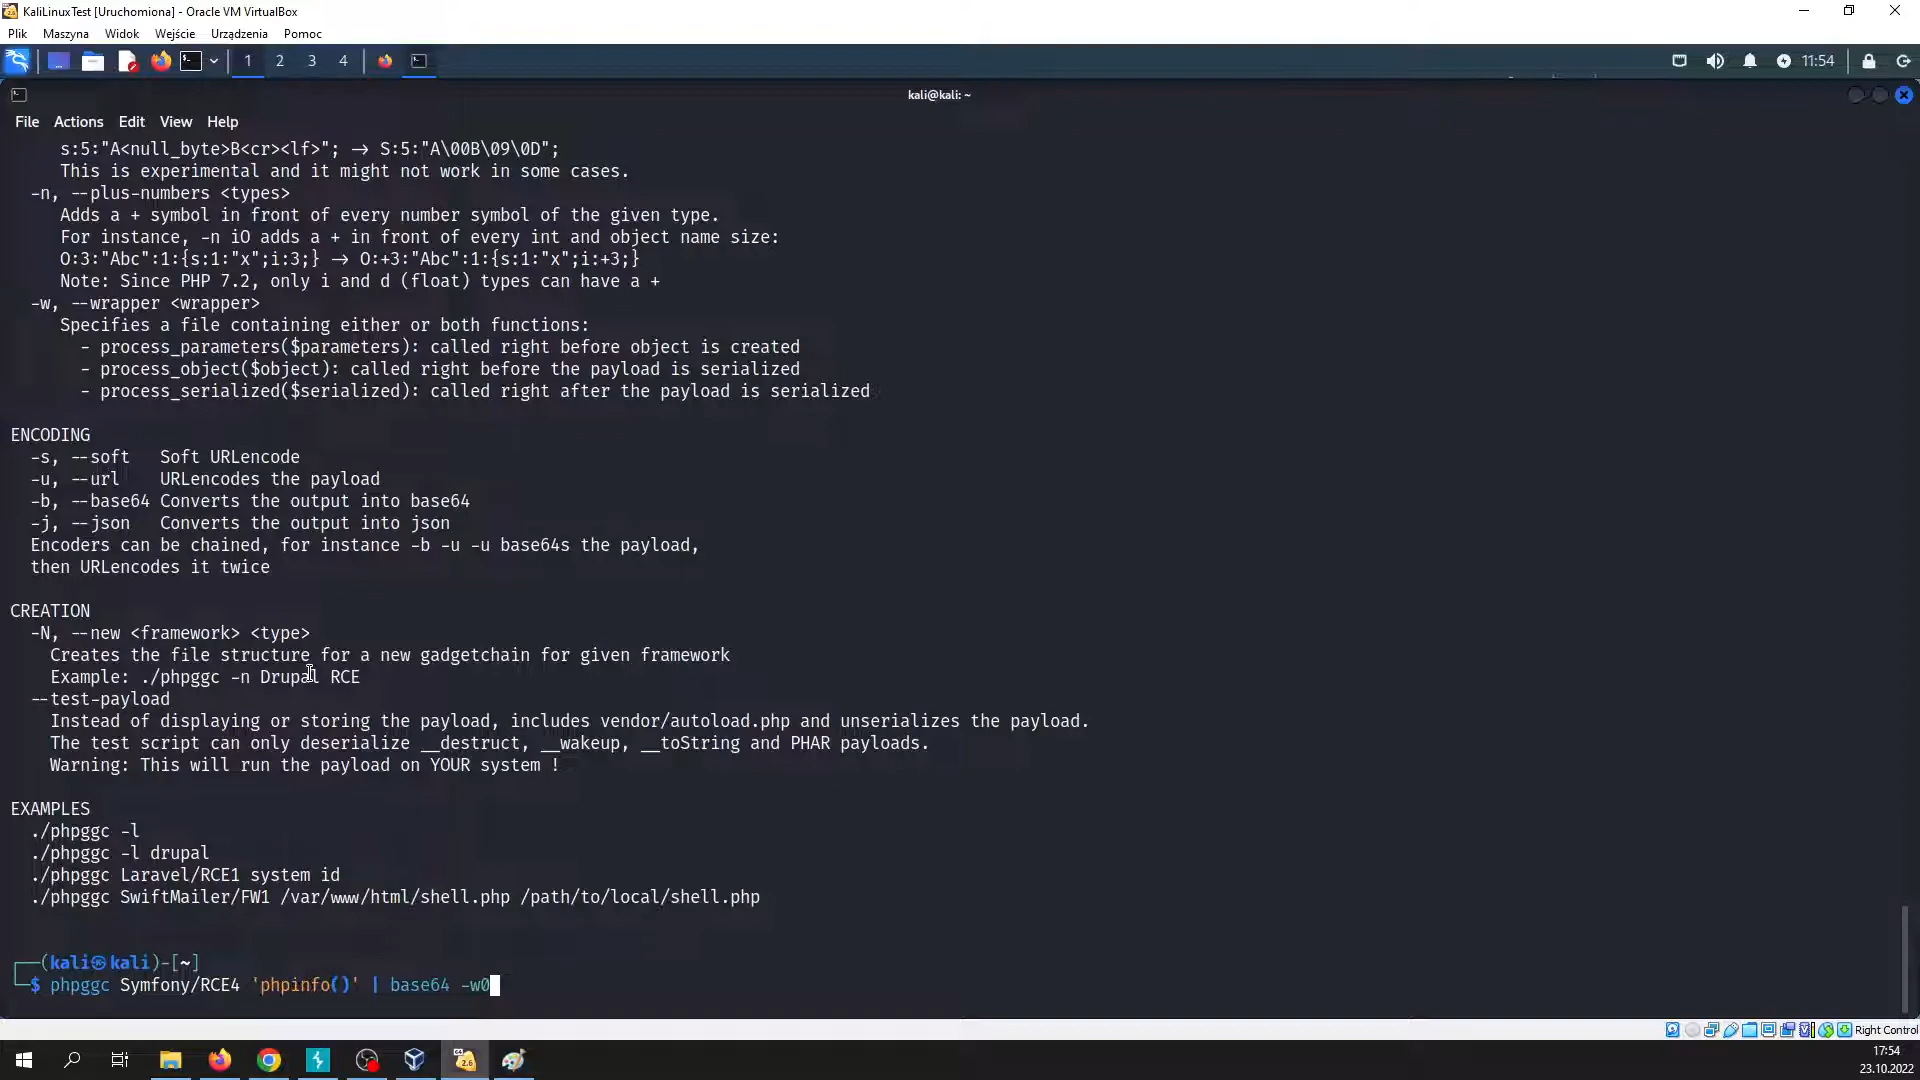 KaliLinuxTest [Uruchomiona] - Oracle VM VirtualBox
Plik Maszyna Widok Wejście Urządzenia Pomoc
1 2 3 4 11:54
kali@kali: ~
File Actions Edit View Help
s:5:"A<null_byte>B<cr><lf>"; → S:5:"A\00B\09\0D";
This is experimental and it might not work in some cases.
-n, --plus-numbers <types>
Adds a + symbol in front of every number symbol of the given type.
For instance, -n iO adds a + in front of every int and object name size:
O:3:"Abc":1:{s:1:"x";i:3;} → O:+3:"Abc":1:{s:1:"x";i:+3;}
Note: Since PHP 7.2, only i and d (float) types can have a +
-w, --wrapper <wrapper>
Specifies a file containing either or both functions:
- process_parameters($parameters): called right before object is created
- process_object($object): called right before the payload is serialized
- process_serialized($serialized): called right after the payload is serialized
ENCODING
-s, --soft Soft URLencode
-u, --url URLencodes the payload
-b, --base64 Converts the output into base64
-j, --json Converts the output into json
Encoders can be chained, for instance -b -u -u base64s the payload,
then URLencodes it twice
CREATION
-N, --new <framework> <type>
Creates the file structure for a new gadgetchain for given framework
Example: ./phpggc -n Drupal RCE
--test-payload
Instead of displaying or storing the payload, includes vendor/autoload.php and unserializes the payload.
The test script can only deserialize __destruct, __wakeup, __toString and PHAR payloads.
Warning: This will run the payload on YOUR system !
EXAMPLES
./phpggc -l
./phpggc -l drupal
./phpggc Laravel/RCE1 system id
./phpggc SwiftMailer/FW1 /var/www/html/shell.php /path/to/local/shell.php
┌──(kali㉿kali)-[~]
└─$ phpggc Symfony/RCE4 'phpinfo()' | base64 -w0
Right Control
17:54
23.10.2022